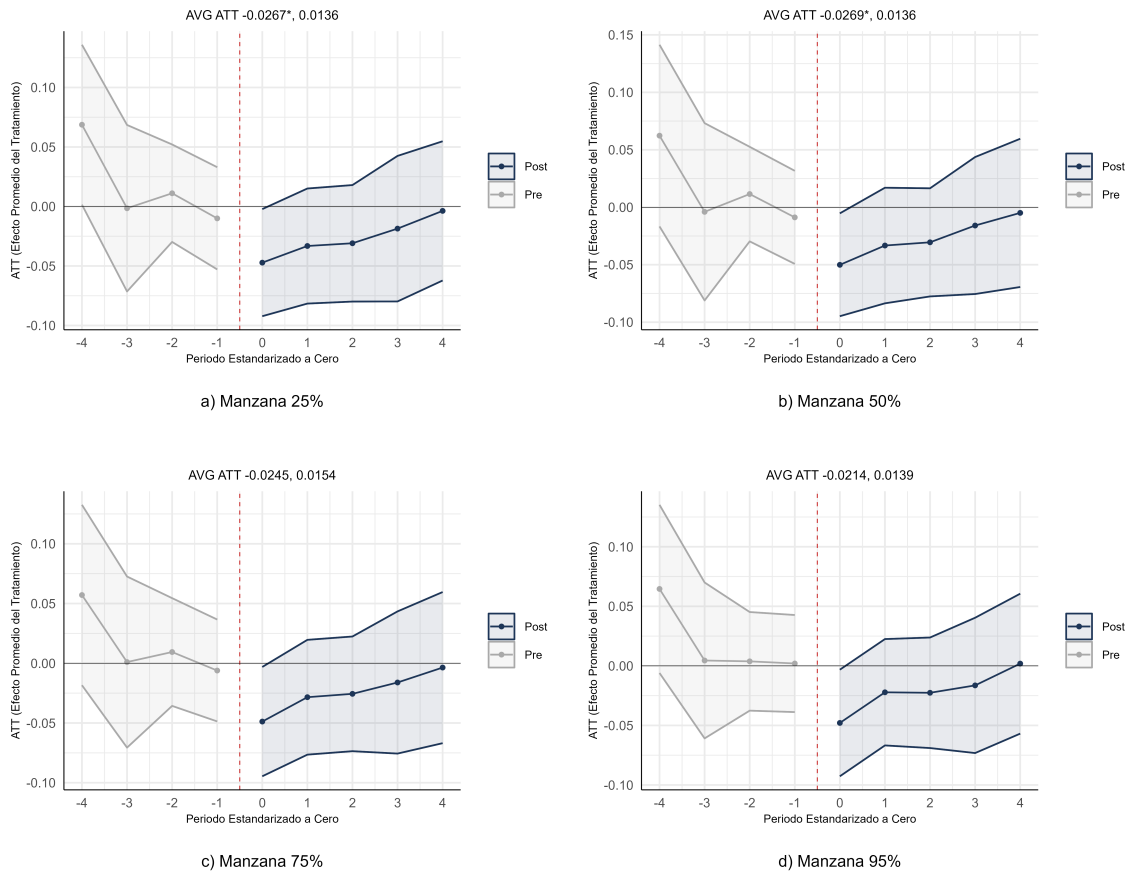 AVG ATT -0.0267*, 0.0136
ATT (Efecto Promedio del Tratamiento)
0.10
0.05
0.00
-0.05
-0.10
-4 -3 -2 -1 0 1 2 3 4
Periodo Estandarizado a Cero
Post
Pre
a) Manzana 25%
AVG ATT -0.0269*, 0.0136
ATT (Efecto Promedio del Tratamiento)
0.15
0.10
0.05
0.00
-0.05
-0.10
-4 -3 -2 -1 0 1 2 3 4
Periodo Estandarizado a Cero
Post
Pre
b) Manzana 50%
AVG ATT -0.0245, 0.0154
ATT (Efecto Promedio del Tratamiento)
0.10
0.05
0.00
-0.05
-0.10
-4 -3 -2 -1 0 1 2 3 4
Periodo Estandarizado a Cero
Post
Pre
c) Manzana 75%
AVG ATT -0.0214, 0.0139
ATT (Efecto Promedio del Tratamiento)
0.10
0.05
0.00
-0.05
-0.10
-4 -3 -2 -1 0 1 2 3 4
Periodo Estandarizado a Cero
Post
Pre
d) Manzana 95%